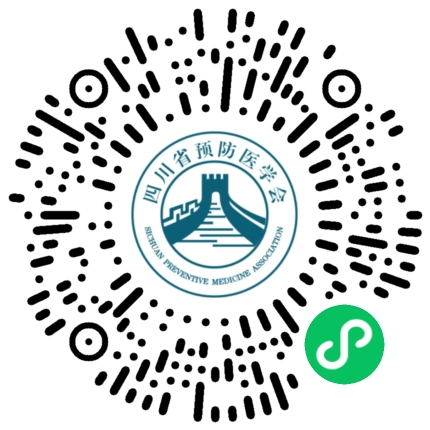 四川省预防医学会
SICHUAN PREVENTIVE MEDICINE ASSOCIATION